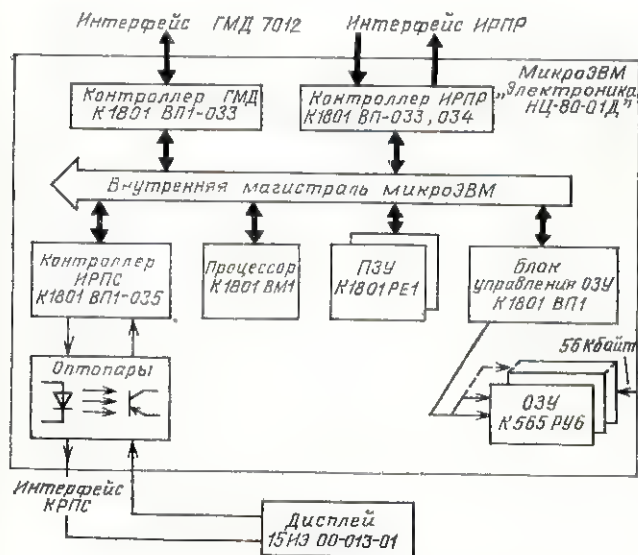 Интерфейс ГМД 7012
Интерфейс ИРПР
МикроЭВМ
„Электроника
НЦ-80-01Д"
Контроллер ГМД
К1801 ВП1-033
Контроллер ИРПР
К1801 ВП-033, 034
Внутренняя магистраль микроЭВМ
Контроллер
ИРПС
К1801 ВП1-035
Процессор
К1801 ВМ1
ПЗУ
К1801 РЕ1
Блок
управления ОЗУ
К1801 ВП1
Оптопары
56 Кбайт
ОЗУ
К565 РУ6
Интерфейс
КРПС
Дисплей
15ИЭ 00-013-01